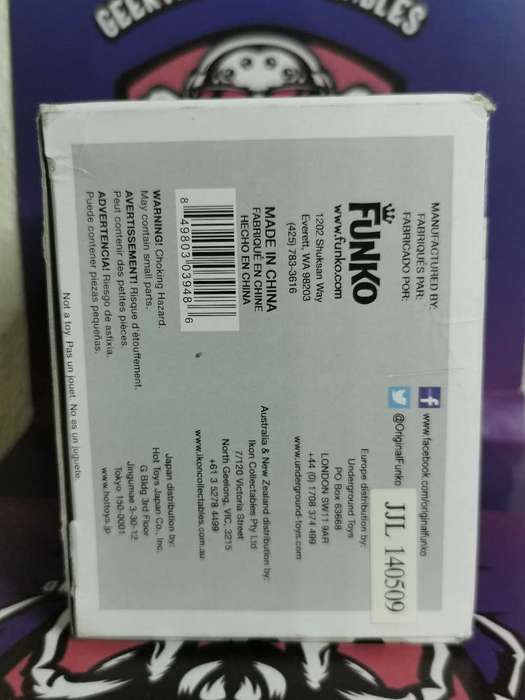 MANUFACTURED BY:
FABRIQUÉS PAR:
FABRICADO POR:
FUNKO
www.funko.com
1202 Shuksan Way
Everett, WA 98203
(425) 783-3616
MADE IN CHINA
FABRIQUÉ EN CHINE
HECHO EN CHINA
8 49803 03948 6
WARNING! Choking Hazard.
May contain small parts.
AVERTISSEMENT! Risque d'étouffement.
Peut contenir des petites pièces.
ADVERTENCIA! Riesgo de asfixia.
Puede contener piezas pequeñas.
Not a toy. Pas un jouet. No es un juguete.
www.facebook.com/originalfunko
@OriginalFunko
JJL 140509
Europe distribution by:
Underground Toys
PO Box 63668
LONDON SW11 9AR
+44 (0) 1708 374 499
www.underground-toys.com
Australia & New Zealand distribution by:
Ikon Collectables Pty Ltd
77120 Victoria Street
North Geelong, VIC, 3215
+61 3 5278 4499
www.ikoncollectables.com.au
Japan distribution by:
Hot Toys Japan Co., Inc.
G Bldg 3rd Floor
Jingumae 3-30-12
Tokyo 150-0001
www.hottoys.jp